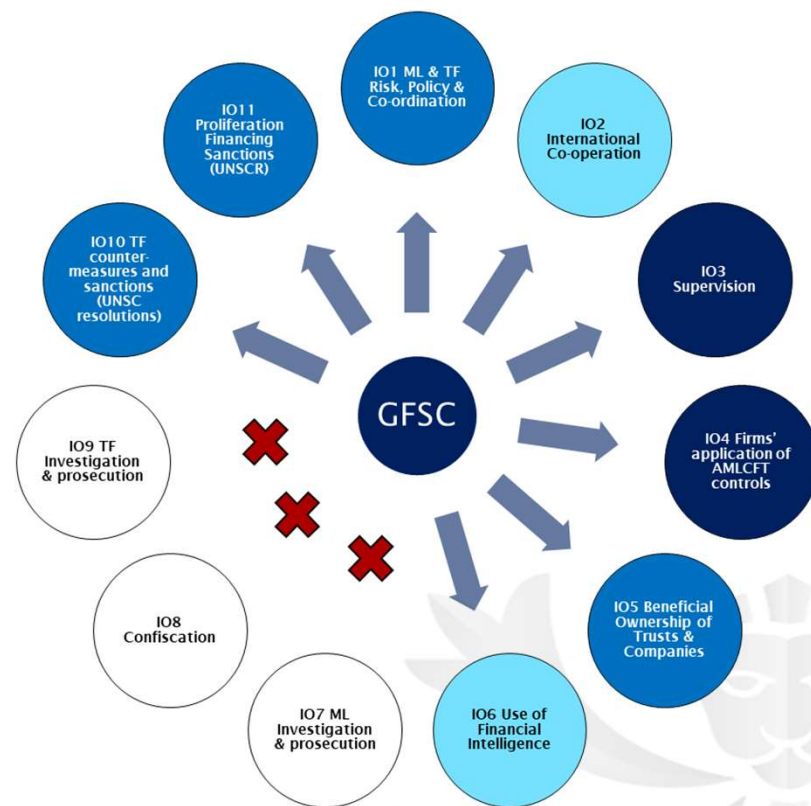 IO1 ML & TF
Risk, Policy &
Co-ordination
IO2
International
Co-operation
IO3
Supervision
IO4 Firms'
application of
AMLCFT
controls
IO5 Beneficial
Ownership of
Trusts &
Companies
IO6 Use of
Financial
Intelligence
IO7 ML
Investigation
& prosecution
IO8
Confiscation
IO9 TF
Investigation
& prosecution
IO10 TF
counter-
measures and
sanctions
(UNSC
resolutions)
IO11
Proliferation
Financing
Sanctions
(UNSCR)
GFSC